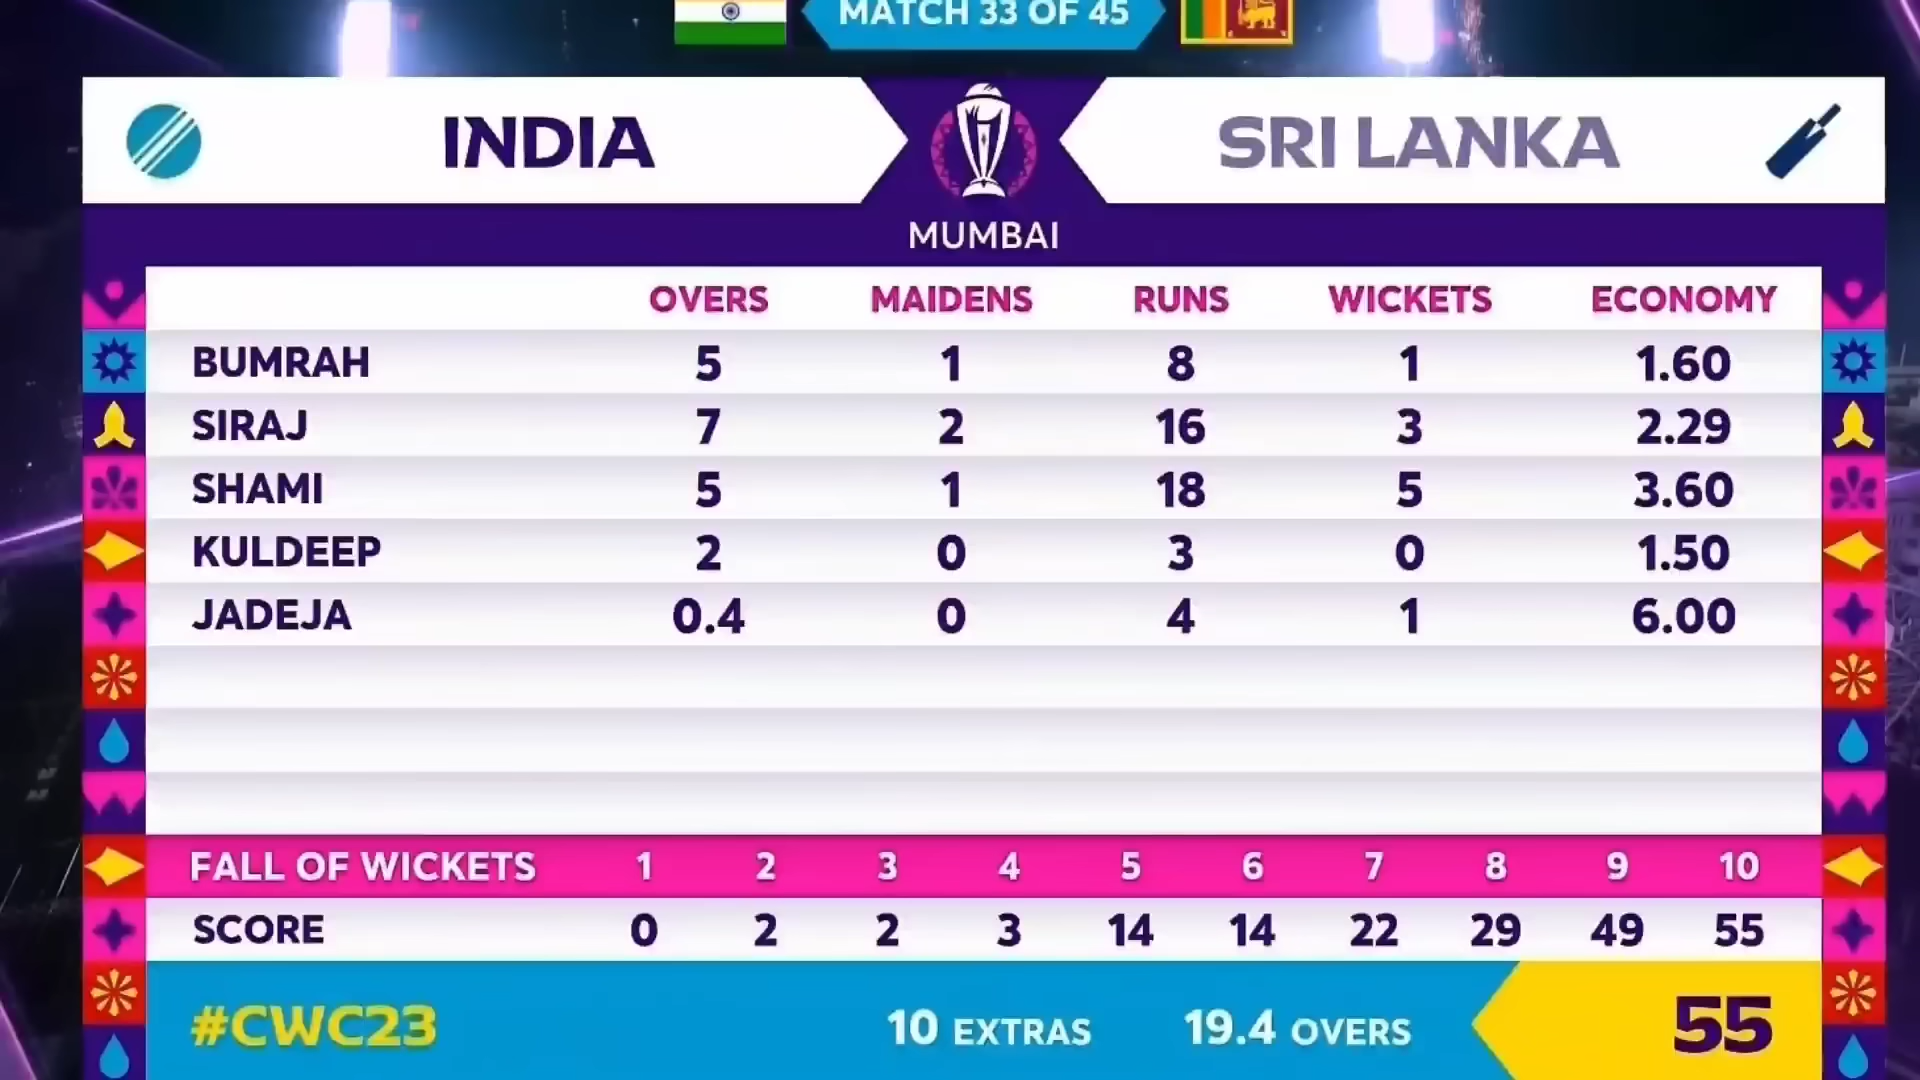 MATCH 33 OF 45
INDIA SRI LANKA
MUMBAI
OVERS MAIDENS RUNS WICKETS ECONOMY
BUMRAH 5 1 8 1 1.60
SIRAJ 7 2 16 3 2.29
SHAMI 5 1 18 5 3.60
KULDEEP 2 0 3 0 1.50
JADEJA 0.4 0 4 1 6.00
FALL OF WICKETS 1 2 3 4 5 6 7 8 9 10
SCORE 0 2 2 3 14 14 22 29 49 55
#CWC23 10 EXTRAS 19.4 OVERS 55